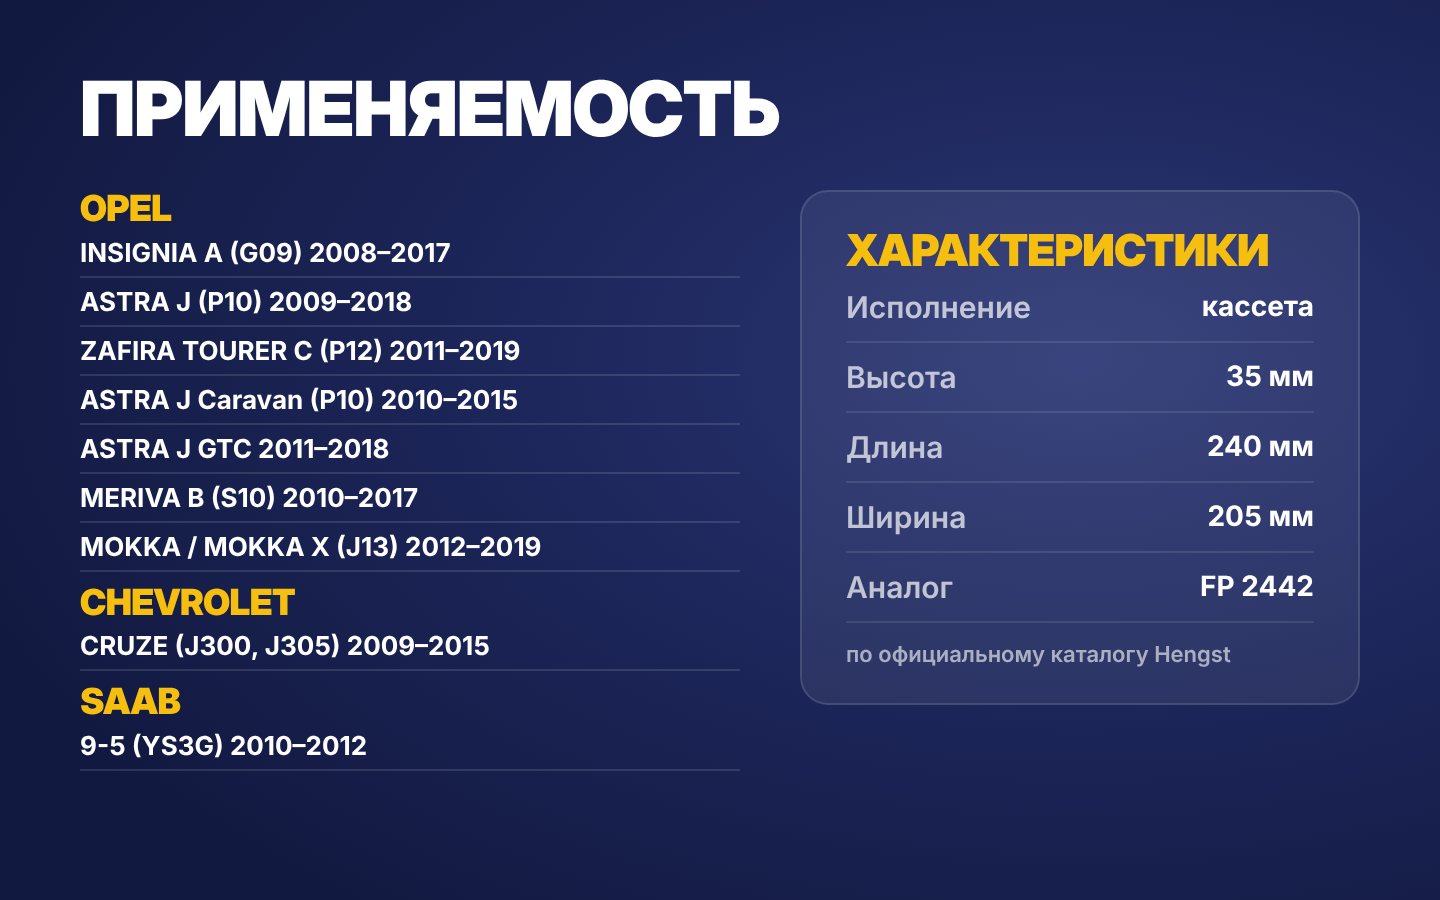 ПРИМЕНЯЕМОСТЬ
OPEL
INSIGNIA A (G09) 2008–2017
ASTRA J (P10) 2009–2018
ZAFIRA TOURER C (P12) 2011–2019
ASTRA J Caravan (P10) 2010–2015
ASTRA J GTC 2011–2018
MERIVA B (S10) 2010–2017
MOKKA / MOKKA X (J13) 2012–2019
CHEVROLET
CRUZE (J300, J305) 2009–2015
SAAB
9-5 (YS3G) 2010–2012
ХАРАКТЕРИСТИКИ
Исполнение кассета
Высота 35 мм
Длина 240 мм
Ширина 205 мм
Аналог FP 2442
по официальному каталогу Hengst